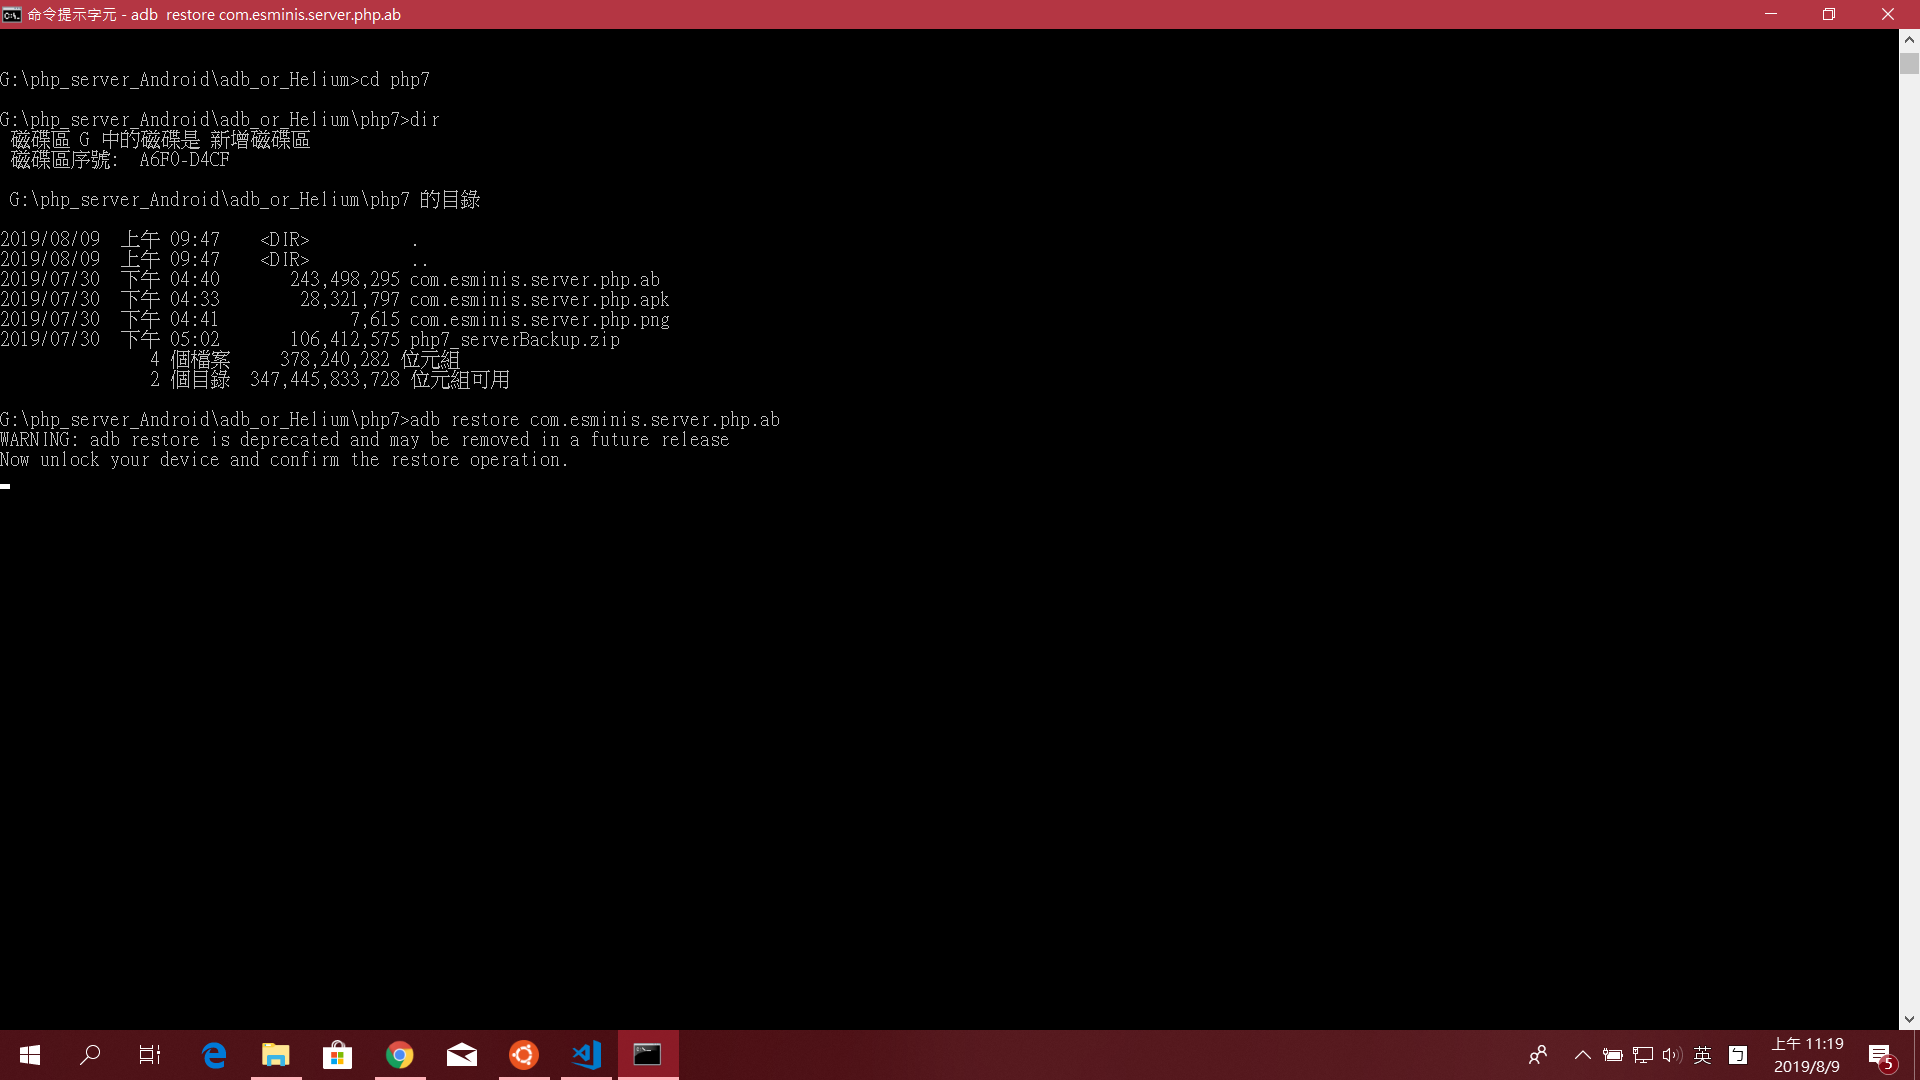 命令提示字元 - adb  restore com.esminis.server.php.ab
G:\php_server_Android\adb_or_Helium>cd php7
G:\php_server_Android\adb_or_Helium\php7>dir
 磁碟區 G 中的磁碟是 新增磁碟區
 磁碟區序號:  A6F0-D4CF
 G:\php_server_Android\adb_or_Helium\php7 的目錄
2019/08/09  上午 09:47    <DIR>          .
2019/08/09  上午 09:47    <DIR>          ..
2019/07/30  下午 04:40       243,498,295 com.esminis.server.php.ab
2019/07/30  下午 04:33        28,321,797 com.esminis.server.php.apk
2019/07/30  下午 04:41             7,615 com.esminis.server.php.png
2019/07/30  下午 05:02       106,412,575 php7_serverBackup.zip
               4 個檔案     378,240,282 位元組
               2 個目錄  347,445,833,728 位元組可用
G:\php_server_Android\adb_or_Helium\php7>adb restore com.esminis.server.php.ab
WARNING: adb restore is deprecated and may be removed in a future release
Now unlock your device and confirm the restore operation.
英
上午 11:19
2019/8/9
5